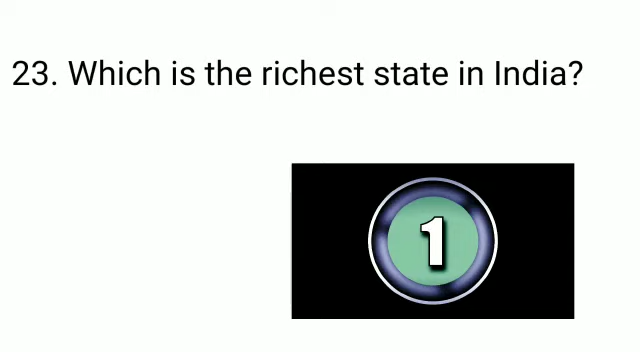 23. Which is the richest state in India?
1